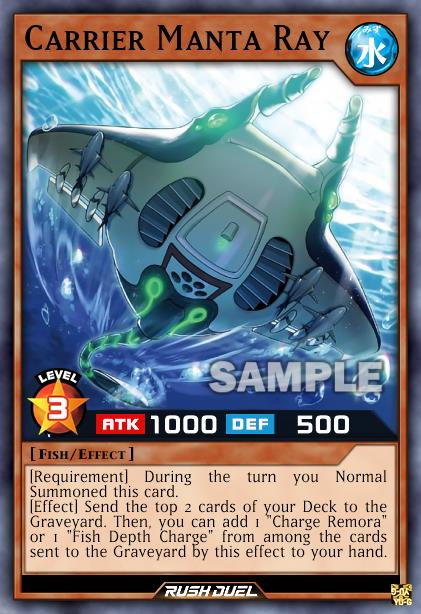 Carrier Manta Ray
みず
水
SAMPLE
LEVEL
3
ATK 1000 DEF 500
[Fish/Effect]
[Requirement] During the turn you Normal
Summoned this card.
[Effect] Send the top 2 cards of your Deck to the
Graveyard. Then, you can add 1 "Charge Remora"
or 1 "Fish Depth Charge" from among the cards
sent to the Graveyard by this effect to your hand.
RUSH DUEL